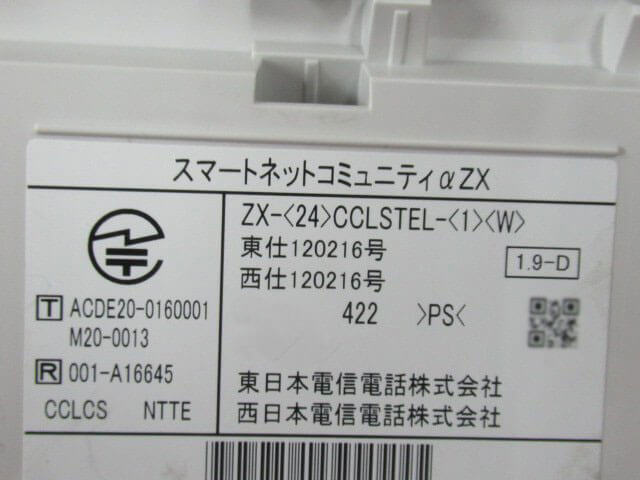 スマートネットコミュニティαZX
ZX-<24>CCLSTEL-<1><W>
東仕120216号
西仕120216号
1.9-D
422 >PS<
T ACDE20-0160001
M20-0013
R 001-A16645
CCLCS NTTE
東日本電信電話株式会社
西日本電信電話株式会社